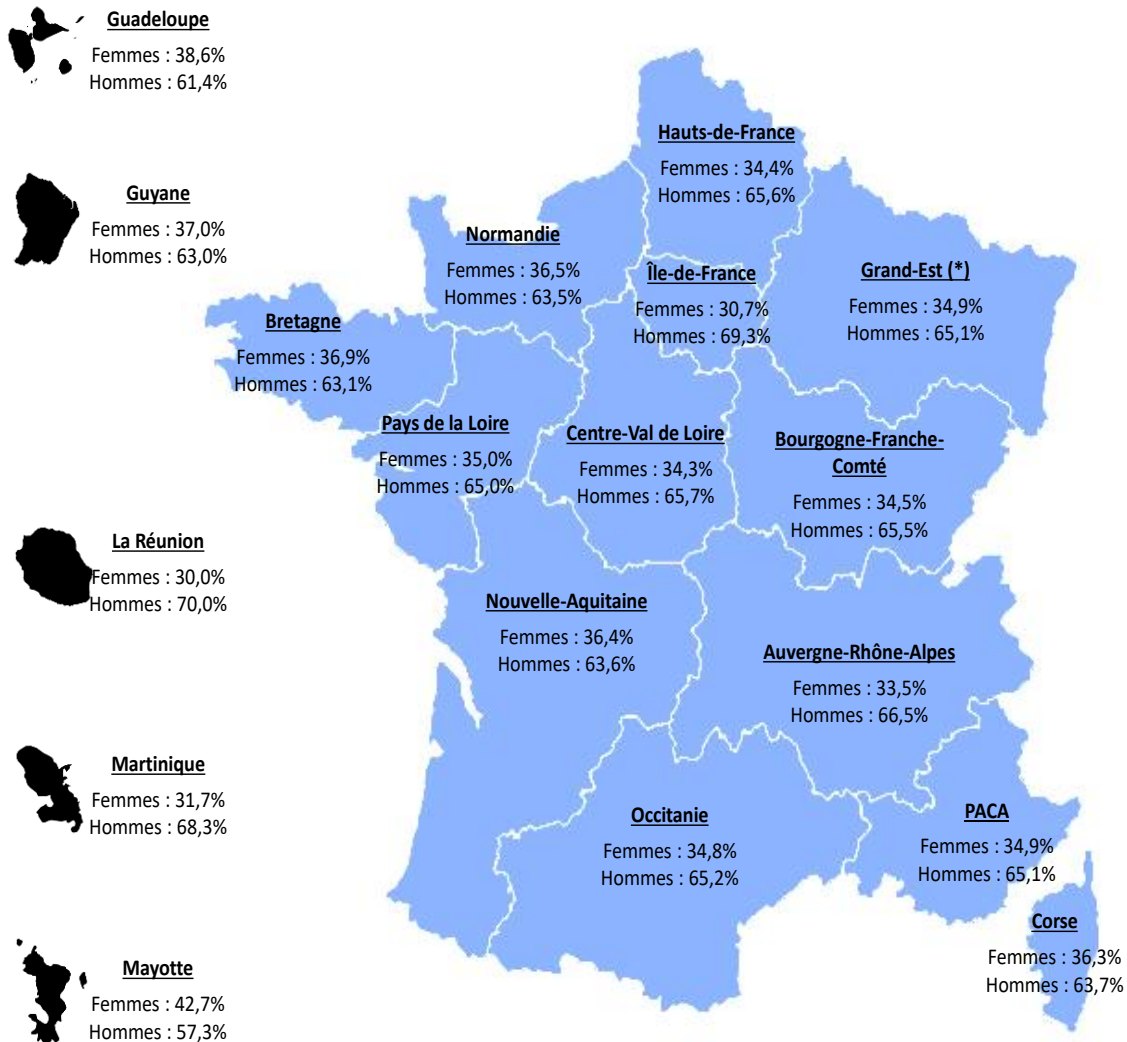 Guadeloupe
Femmes : 38,6%
Hommes : 61,4%
Guyane
Femmes : 37,0%
Hommes : 63,0%
La Réunion
Femmes : 30,0%
Hommes : 70,0%
Martinique
Femmes : 31,7%
Hommes : 68,3%
Mayotte
Femmes : 42,7%
Hommes : 57,3%
Hauts-de-France
Femmes : 34,4%
Hommes : 65,6%
Normandie
Femmes : 36,5%
Hommes : 63,5%
Île-de-France
Femmes : 30,7%
Hommes : 69,3%
Grand-Est (*)
Femmes : 34,9%
Hommes : 65,1%
Bretagne
Femmes : 36,9%
Hommes : 63,1%
Pays de la Loire
Femmes : 35,0%
Hommes : 65,0%
Centre-Val de Loire
Femmes : 34,3%
Hommes : 65,7%
Bourgogne-Franche-
Comté
Femmes : 34,5%
Hommes : 65,5%
Nouvelle-Aquitaine
Femmes : 36,4%
Hommes : 63,6%
Auvergne-Rhône-Alpes
Femmes : 33,5%
Hommes : 66,5%
Occitanie
Femmes : 34,8%
Hommes : 65,2%
PACA
Femmes : 34,9%
Hommes : 65,1%
Corse
Femmes : 36,3%
Hommes : 63,7%